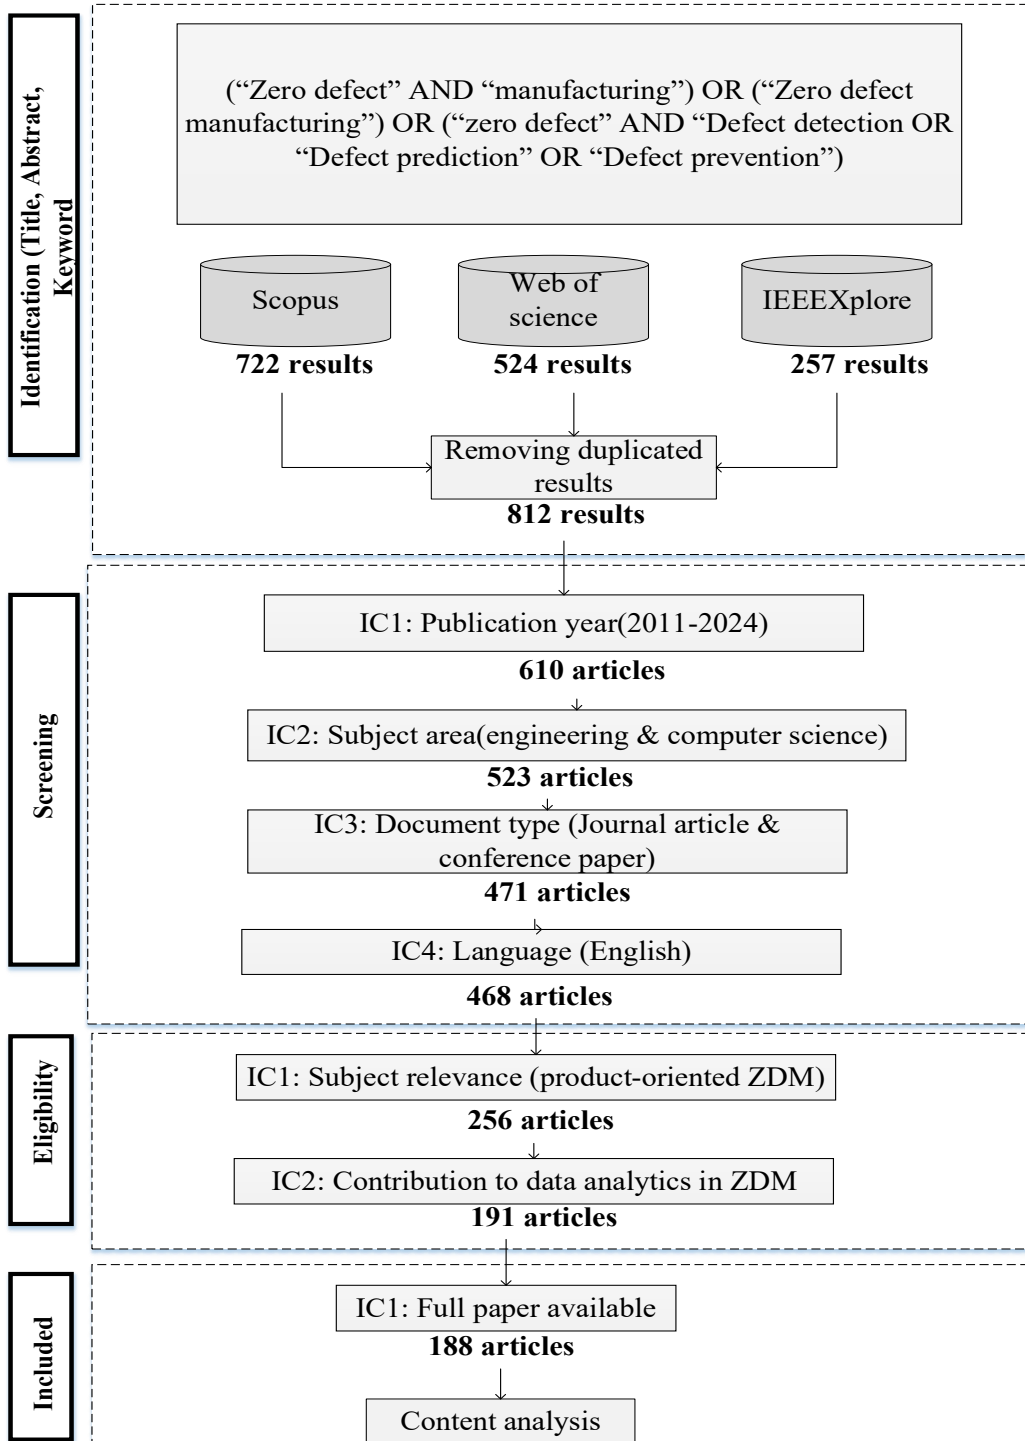 Identification (Title, Abstract,
Keyword
(“Zero defect” AND “manufacturing”) OR (“Zero defect
manufacturing”) OR (“zero defect” AND “Defect detection OR
“Defect prediction” OR “Defect prevention”)
Scopus
Web of
science
IEEEXplore
722 results
524 results
257 results
Removing duplicated
results
812 results
Screening
IC1: Publication year(2011-2024)
610 articles
IC2: Subject area(engineering & computer science)
523 articles
IC3: Document type (Journal article &
conference paper)
471 articles
IC4: Language (English)
468 articles
Eligibility
IC1: Subject relevance (product-oriented ZDM)
256 articles
IC2: Contribution to data analytics in ZDM
191 articles
Included
IC1: Full paper available
188 articles
Content analysis